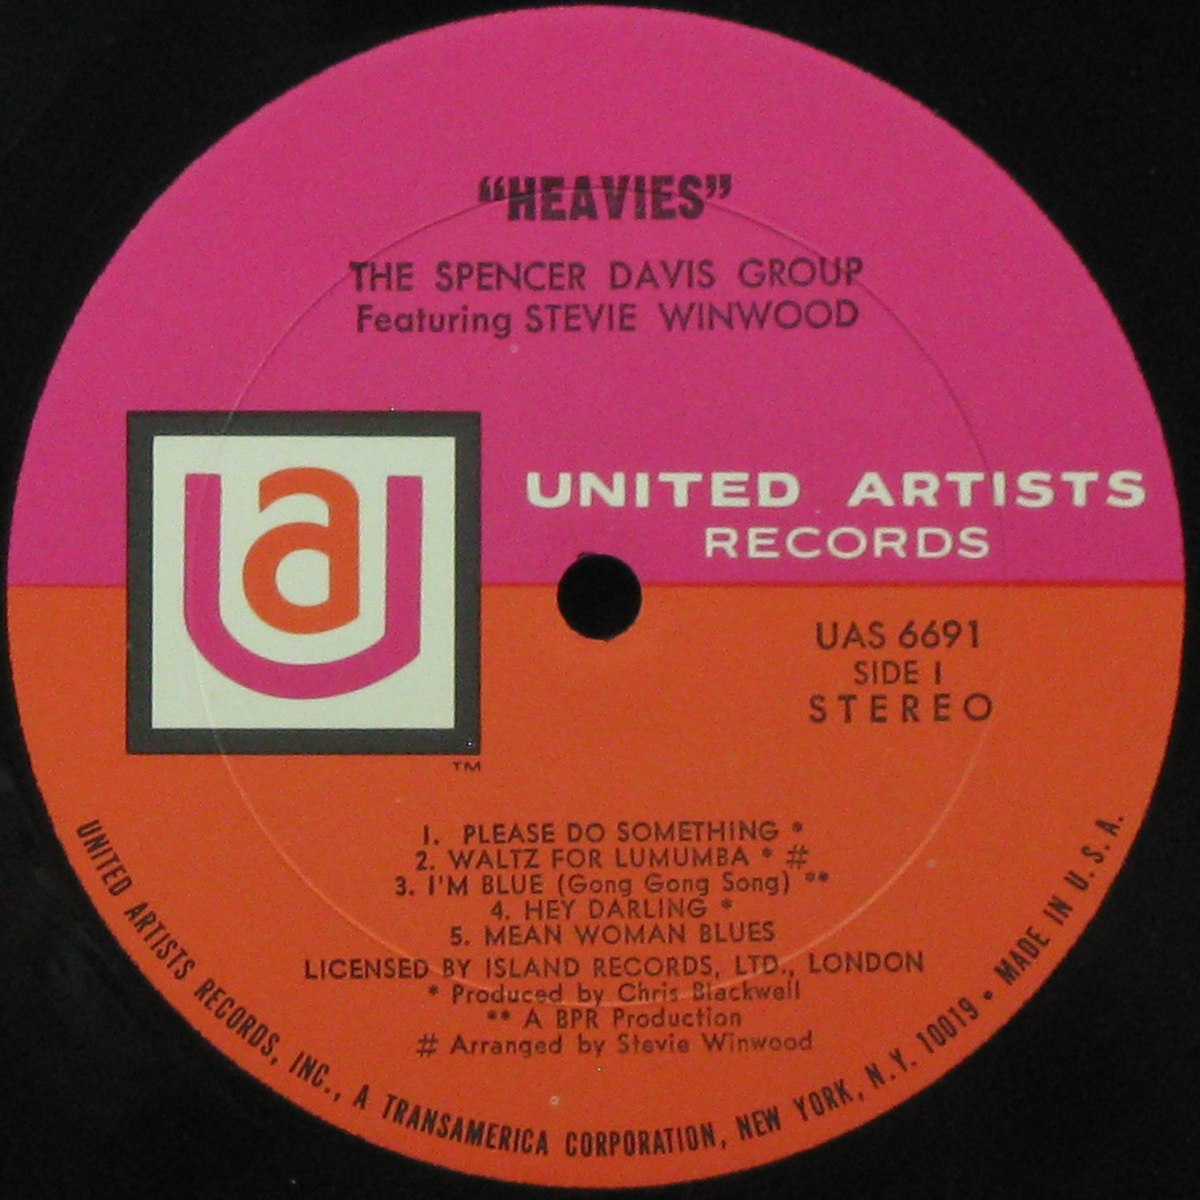 “HEAVIES”
THE SPENCER DAVIS GROUP
Featuring STEVIE WINWOOD
ua
TM
UNITED ARTISTS
RECORDS
UAS 6691
SIDE 1
STEREO
1. PLEASE DO SOMETHING *
2. WALTZ FOR LUMUMBA * #
3. I'M BLUE (Gong Gong Song) **
4. HEY DARLING *
5. MEAN WOMAN BLUES
LICENSED BY ISLAND RECORDS, LTD., LONDON
* Produced by Chris Blackwell
** A BPR Production
# Arranged by Stevie Winwood
UNITED ARTISTS RECORDS, INC., A TRANSAMERICA CORPORATION, NEW YORK, N.Y. 10019 • MADE IN U.S.A.